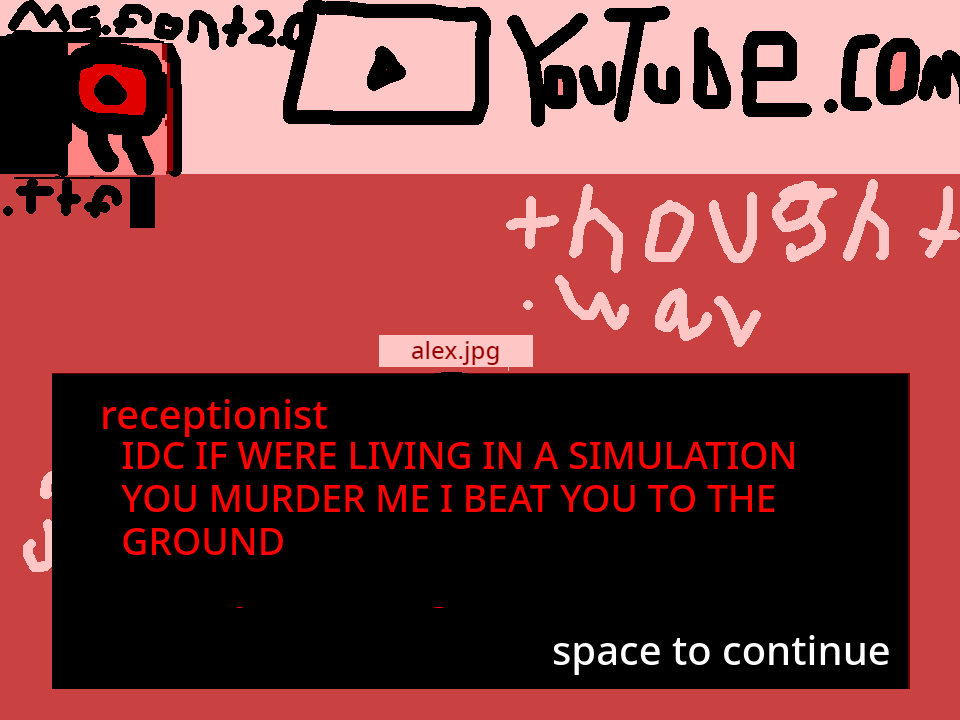 Ms.font2.0
YouTube.com
.ttf
thought
.wav
alex.jpg
receptionist
IDC IF WERE LIVING IN A SIMULATION
YOU MURDER ME I BEAT YOU TO THE
GROUND
space to continue